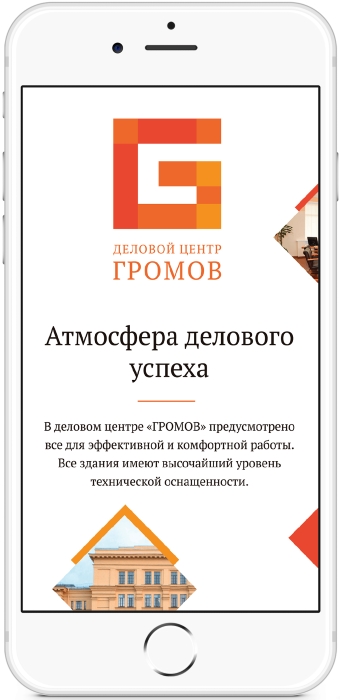 ДЕЛОВОЙ ЦЕНТР
ГРОМОВ
Атмосфера делового
успеха
В деловом центре «ГРОМОВ» предусмотрено
все для эффективной и комфортной работы.
Все здания имеют высочайший уровень
технической оснащенности.